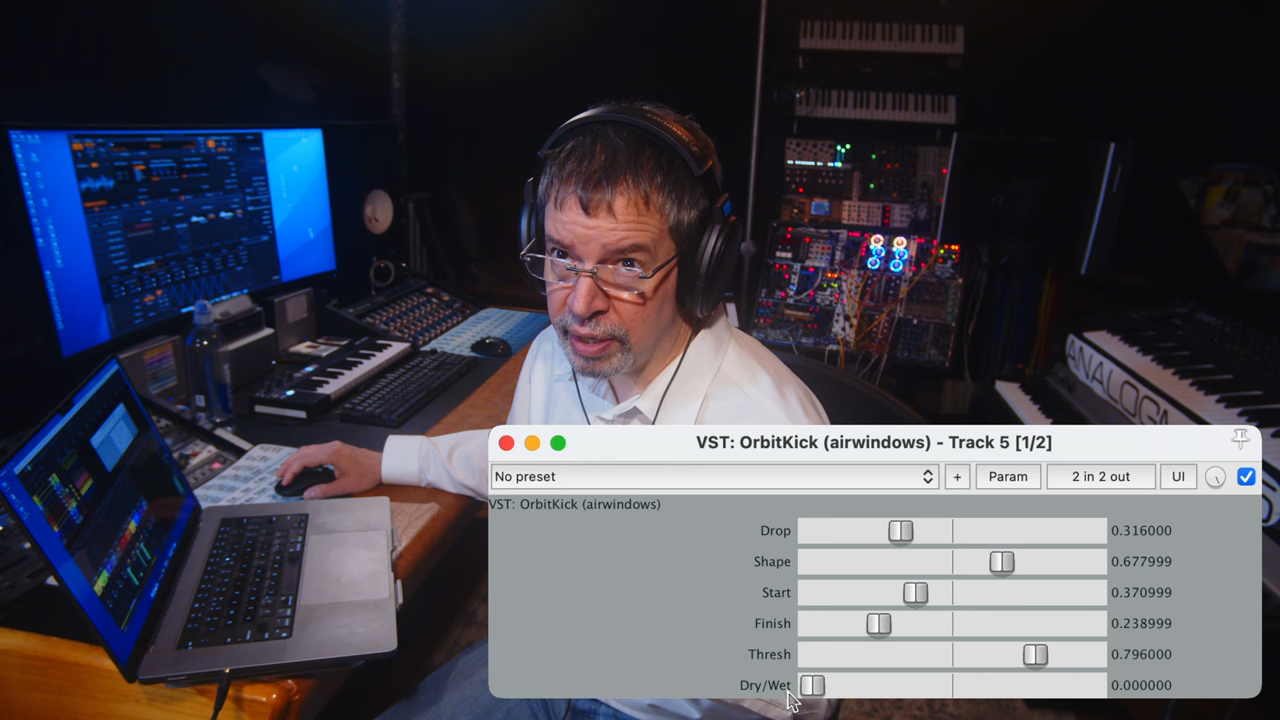 ANALOG
VST: OrbitKick (airwindows) - Track 5 [1/2]
No preset
+
Param
2 in 2 out
UI
VST: OrbitKick (airwindows)
Drop 0.316000
Shape 0.677999
Start 0.370999
Finish 0.238999
Thresh 0.796000
Dry/Wet 0.000000